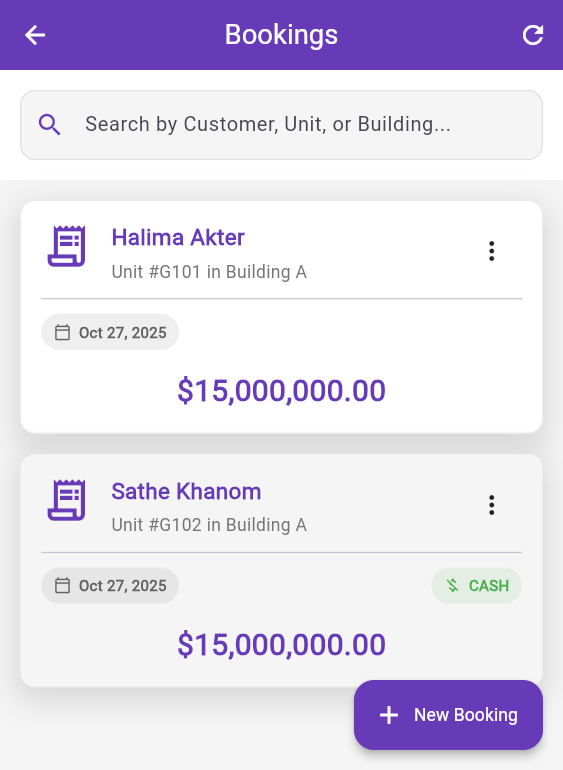 Bookings
Search by Customer, Unit, or Building...
Halima Akter
Unit #G101 in Building A
Oct 27, 2025
$15,000,000.00
Sathe Khanom
Unit #G102 in Building A
Oct 27, 2025 CASH
$15,000,000.00
New Booking